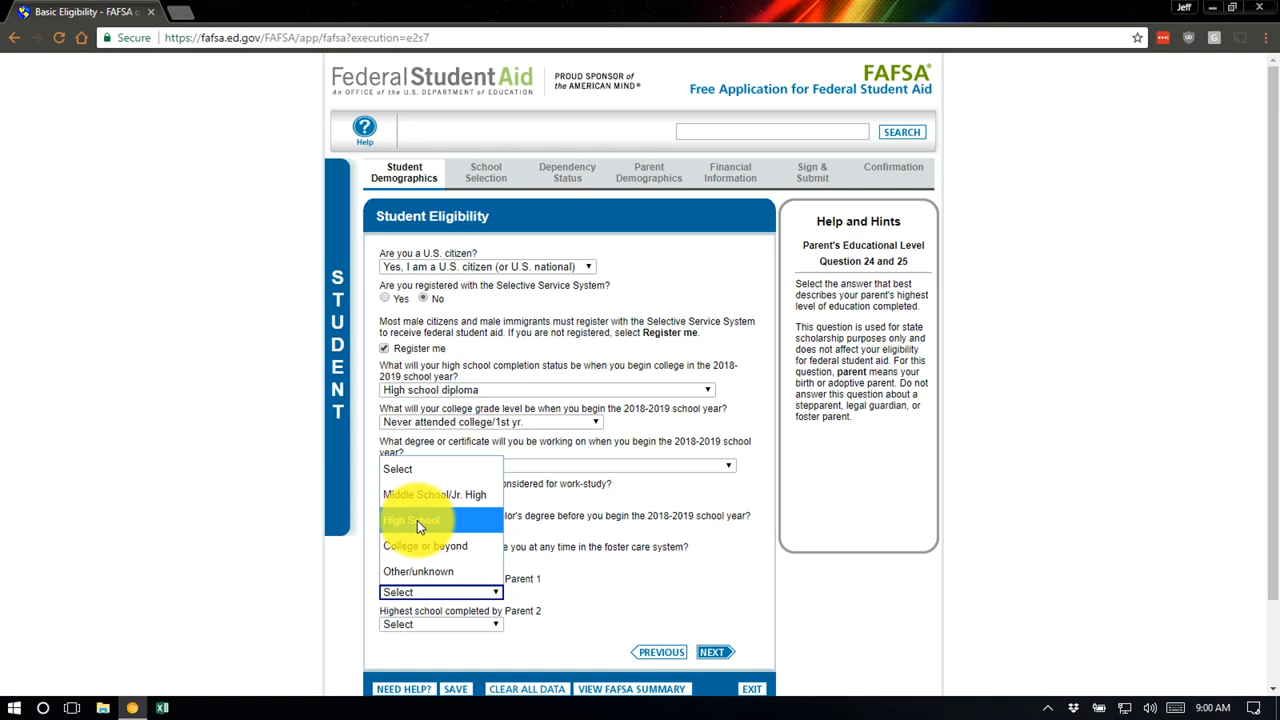 Basic Eligibility - FAFSA o
Jeff
Secure
https://fafsa.ed.gov/FAFSA/app/fafsa?execution=e2s7
Federal Student Aid
An OFFICE of the U.S. DEPARTMENT of EDUCATION
PROUD SPONSOR of
the AMERICAN MIND®
FAFSA®
Free Application for Federal Student Aid
?
Help
SEARCH
Student
Demographics
School
Selection
Dependency
Status
Parent
Demographics
Financial
Information
Sign &
Submit
Confirmation
STUDENT
Student Eligibility
Are you a U.S. citizen?
Yes, I am a U.S. citizen (or U.S. national)
Are you registered with the Selective Service System?
Yes No
Most male citizens and male immigrants must register with the Selective Service System
to receive federal student aid. If you are not registered, select Register me.
Register me
What will your high school completion status be when you begin college in the 2018-
2019 school year?
High school diploma
What will your college grade level be when you begin the 2018-2019 school year?
Never attended college/1st yr.
What degree or certificate will you be working on when you begin the 2018-2019 school
year?
Select
onsidered for work-study?
Middle School/Jr. High
High School
lor's degree before you begin the 2018-2019 school year?
College or beyond
e you at any time in the foster care system?
Other/unknown
Parent 1
Select
Highest school completed by Parent 2
Select
PREVIOUS
NEXT
NEED HELP?
SAVE
CLEAR ALL DATA
VIEW FAFSA SUMMARY
EXIT
Help and Hints
Parent's Educational Level
Question 24 and 25
Select the answer that best
describes your parent's highest
level of education completed.
This question is used for state
scholarship purposes only and
does not affect your eligibility
for federal student aid. For this
question, parent means your
birth or adoptive parent. Do not
answer this question about a
stepparent, legal guardian, or
foster parent.
9:00 AM